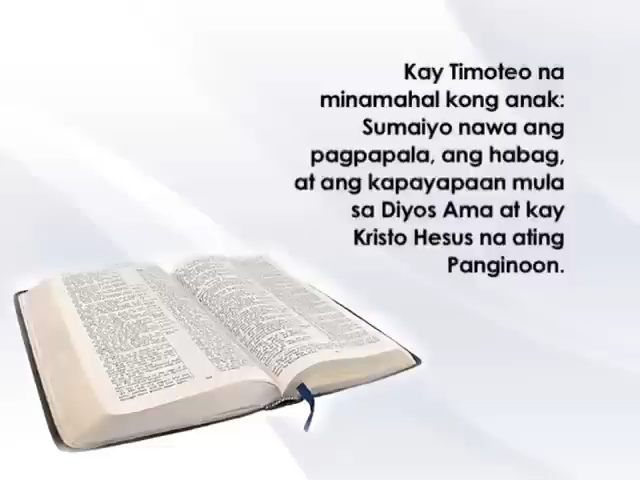 Kay Timoteo na
minamahal kong anak:
Sumaiyo nawa ang
pagpapala, ang habag,
at ang kapayapaan mula
sa Diyos Ama at kay
Kristo Hesus na ating
Panginoon.